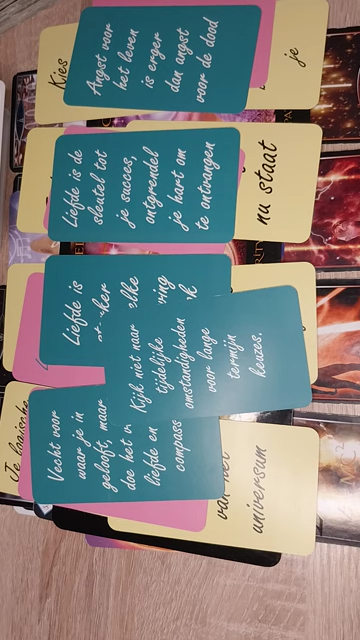 Kies
Angst voor
het leven
is erger
dan angst
voor de dood
je
Liefde is de
sleutel tot
je succes,
ontgrendel
je hart om
te ontvangen
nu staat
Liefde is
Kijk niet naar
tijdelijke
omstandigheden
voor lange
termijn
keuzes.
Je logische
Vecht voor
waar je in
gelooft, maar
doe het
liefde en
compass
universum